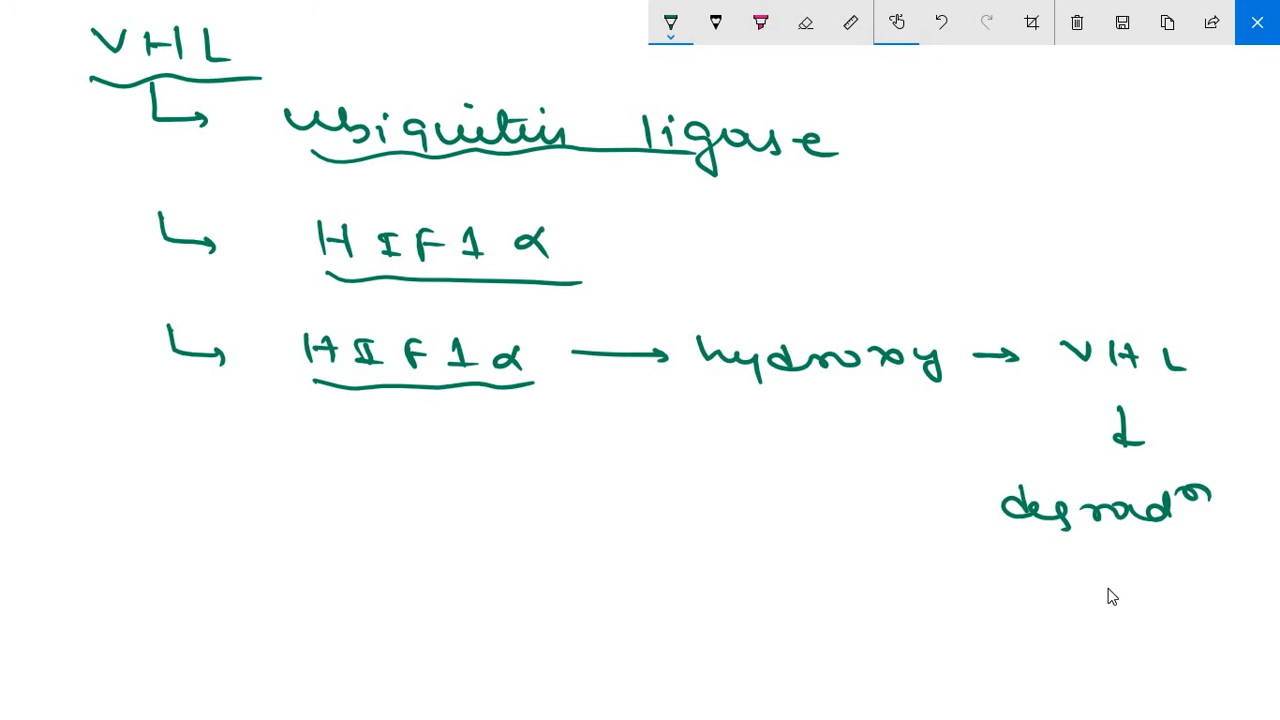 VHL
↳ ubiquitin ligase
↳ HIF1α
↳ HIF1α → hydroxy → VHL
↓
degradn